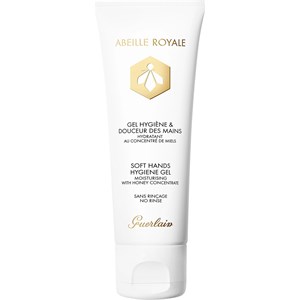 ABEILLE ROYALE
GEL HYGIÈNE &
DOUCEUR DES MAINS
HYDRATANT
AU CONCENTRÉ DE MIELS
SOFT HANDS
HYGIENE GEL
MOISTURISING
WITH HONEY CONCENTRATE
SANS RINÇAGE
NO RINSE
Guerlain